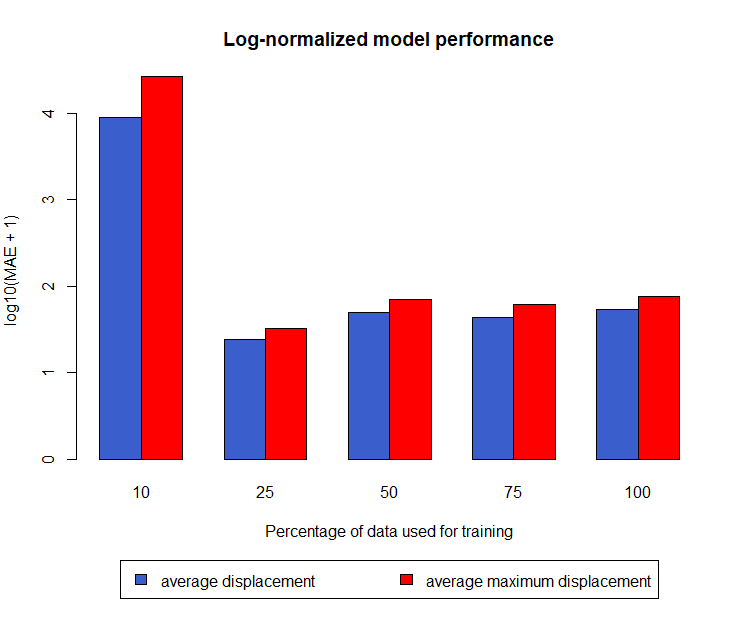 Log-normalized model performance
log10(MAE + 1)
4
3
2
1
0
10 25 50 75 100
Percentage of data used for training
average displacement average maximum displacement